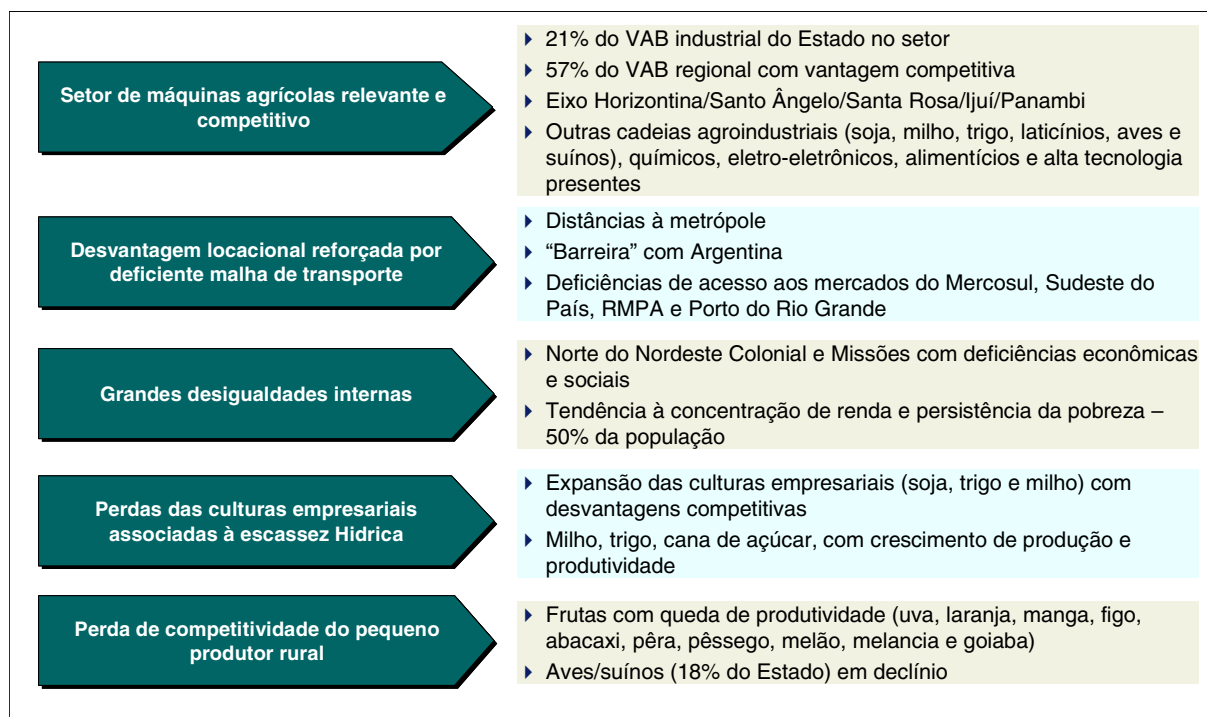 Setor de máquinas agrícolas relevante e
competitivo
▸ 21% do VAB industrial do Estado no setor
▸ 57% do VAB regional com vantagem competitiva
▸ Eixo Horizontina/Santo Ângelo/Santa Rosa/Ijuí/Panambi
▸ Outras cadeias agroindustriais (soja, milho, trigo, laticínios, aves e
suínos), químicos, eletro-eletrônicos, alimentícios e alta tecnologia
presentes
Desvantagem locacional reforçada por
deficiente malha de transporte
▸ Distâncias à metrópole
▸ “Barreira” com Argentina
▸ Deficiências de acesso aos mercados do Mercosul, Sudeste do
País, RMPA e Porto do Rio Grande
Grandes desigualdades internas
▸ Norte do Nordeste Colonial e Missões com deficiências econômicas
e sociais
▸ Tendência à concentração de renda e persistência da pobreza –
50% da população
Perdas das culturas empresariais
associadas à escassez Hidrica
▸ Expansão das culturas empresariais (soja, trigo e milho) com
desvantagens competitivas
▸ Milho, trigo, cana de açúcar, com crescimento de produção e
produtividade
Perda de competitividade do pequeno
produtor rural
▸ Frutas com queda de produtividade (uva, laranja, manga, figo,
abacaxi, pêra, pêssego, melão, melancia e goiaba)
▸ Aves/suínos (18% do Estado) em declínio